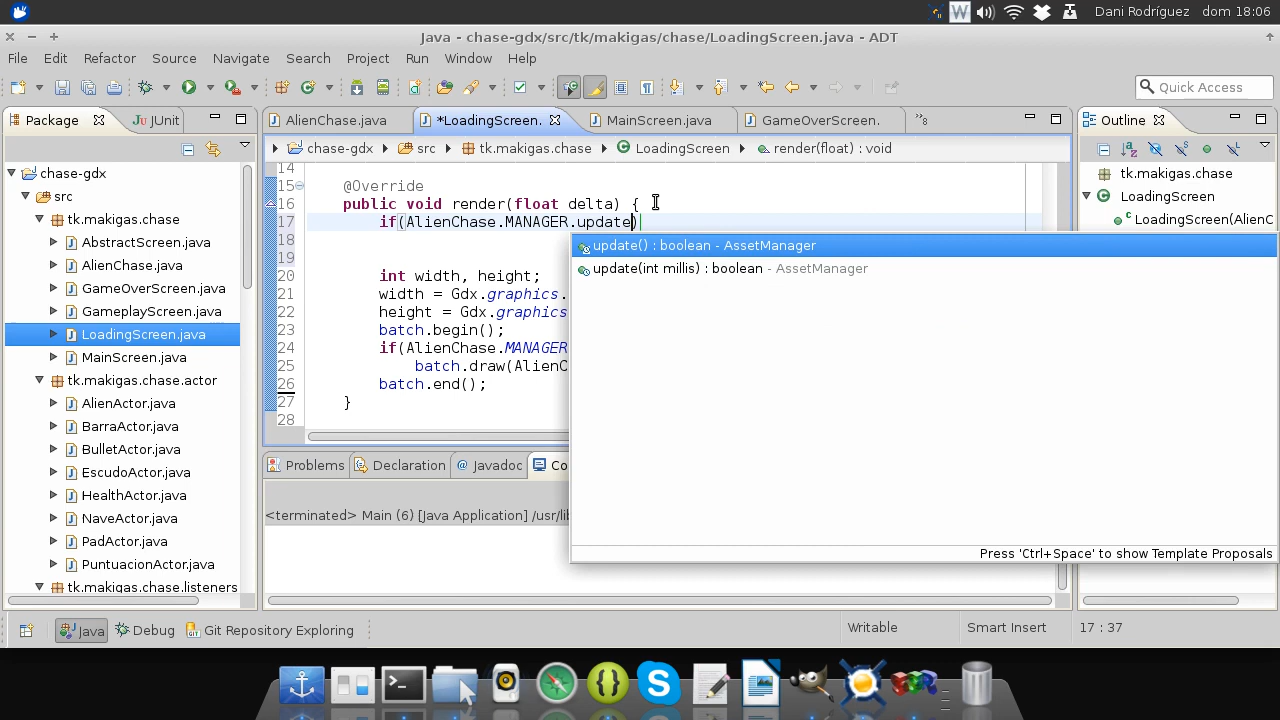 Dani Rodríguez dom 18:06
Java - chase-gdx/src/tk/makigas/chase/LoadingScreen.java - ADT
File Edit Refactor Source Navigate Search Project Run Window Help
Quick Access
Package JUnit
AlienChase.java *LoadingScreen. MainScreen.java GameOverScreen. Outline
chase-gdx src tk.makigas.chase LoadingScreen render(float) : void
chase-gdx
src
tk.makigas.chase
AbstractScreen.java
AlienChase.java
GameOverScreen.java
GameplayScreen.java
LoadingScreen.java
MainScreen.java
tk.makigas.chase.actor
AlienActor.java
BarraActor.java
BulletActor.java
EscudoActor.java
HealthActor.java
NaveActor.java
PadActor.java
PuntuacionActor.java
tk.makigas.chase.listeners
14
15 @Override
16 public void render(float delta) {
17 if(AlienChase.MANAGER.update)
18
19
20 int width, height;
21 width = Gdx.graphics.
22 height = Gdx.graphics
23 batch.begin();
24 if(AlienChase.MANAGER
25 batch.draw(AlienC
26 batch.end();
27 }
28
update() : boolean - AssetManager
update(int millis) : boolean - AssetManager
Press 'Ctrl+Space' to show Template Proposals
tk.makigas.chase
LoadingScreen
LoadingScreen(AlienC
Problems Declaration Javadoc Co
<terminated> Main (6) [Java Application] /usr/lib
Java Debug Git Repository Exploring
Writable Smart Insert 17 : 37